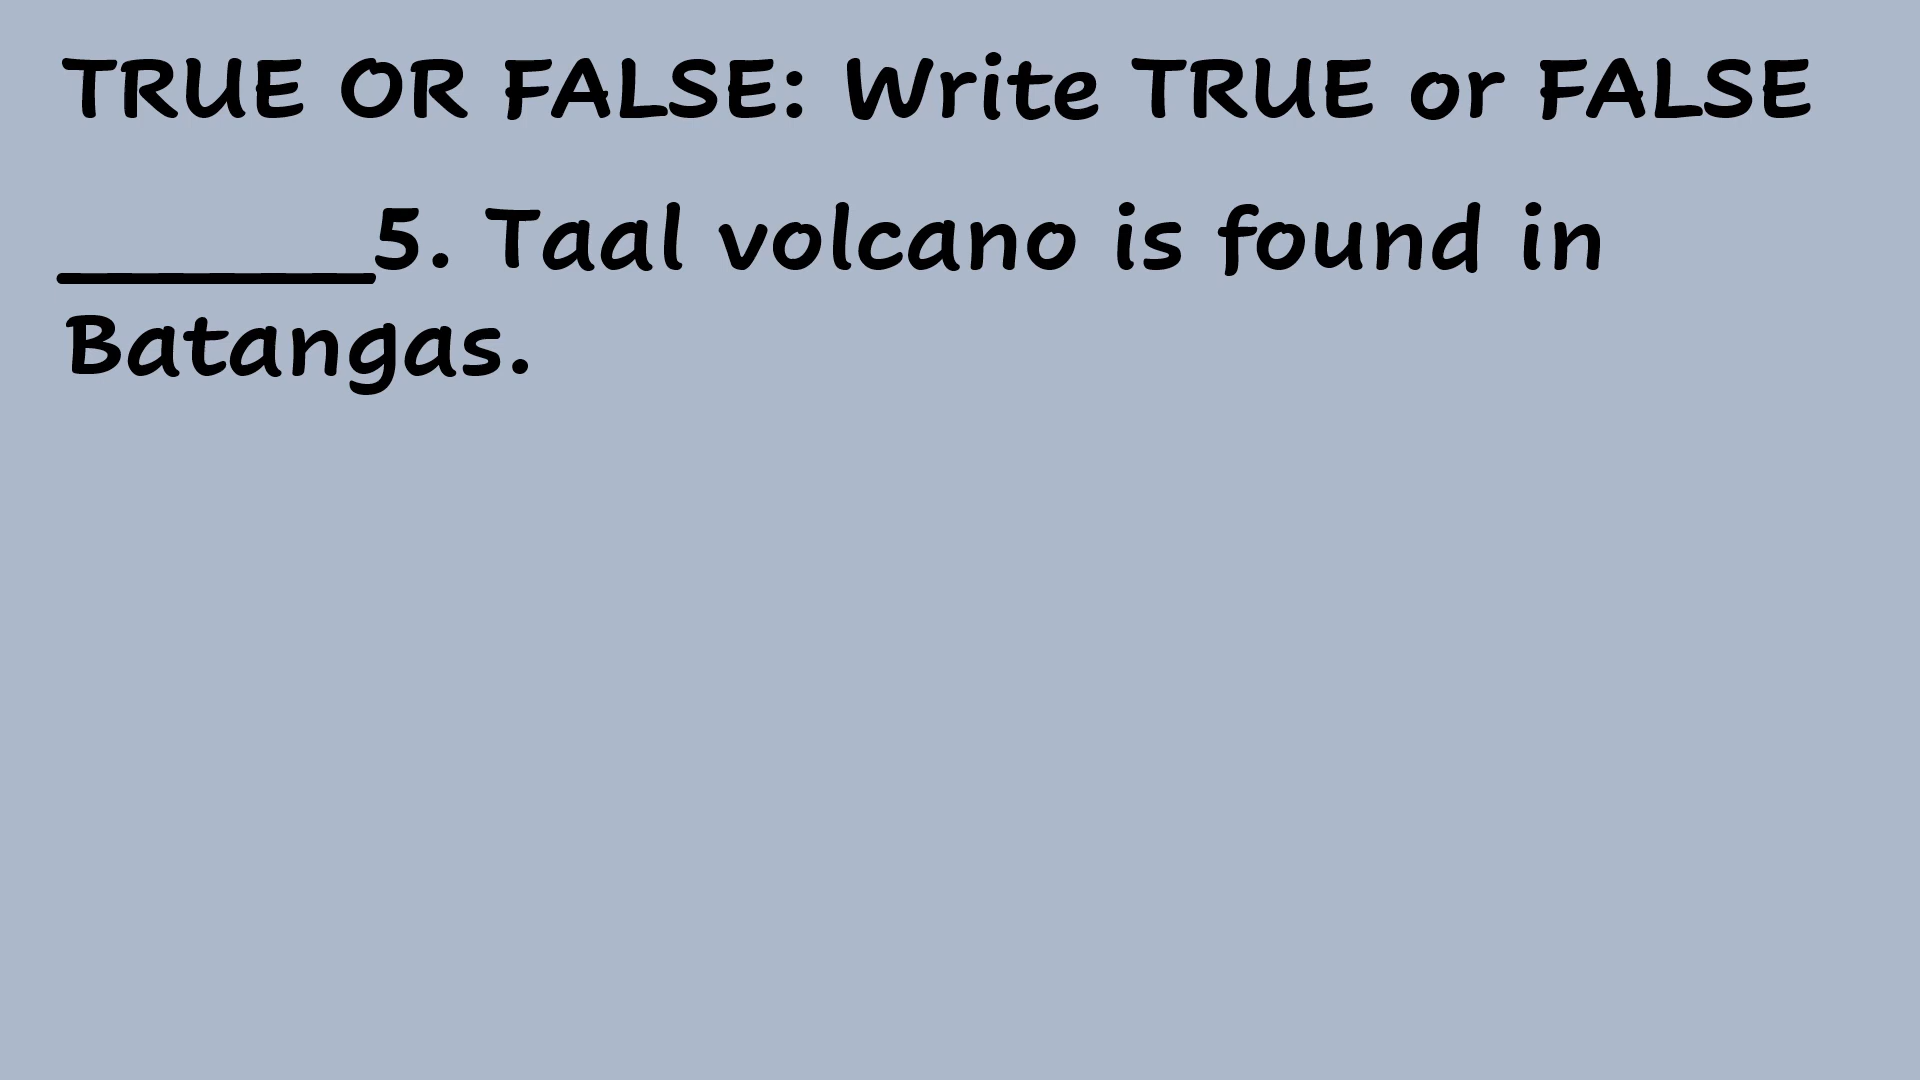 TRUE OR FALSE: Write TRUE or FALSE
______5. Taal volcano is found in
Batangas.